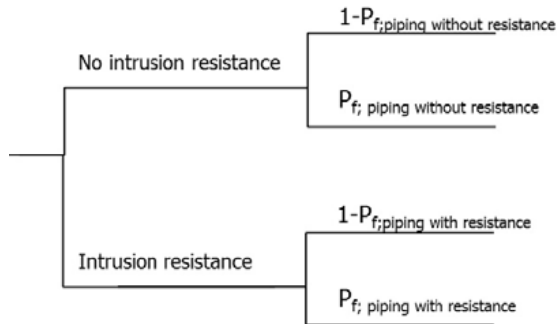 1-Pf;piping without resistance
No intrusion resistance
Pf; piping without resistance
1-Pf;piping with resistance
Intrusion resistance
Pf; piping with resistance